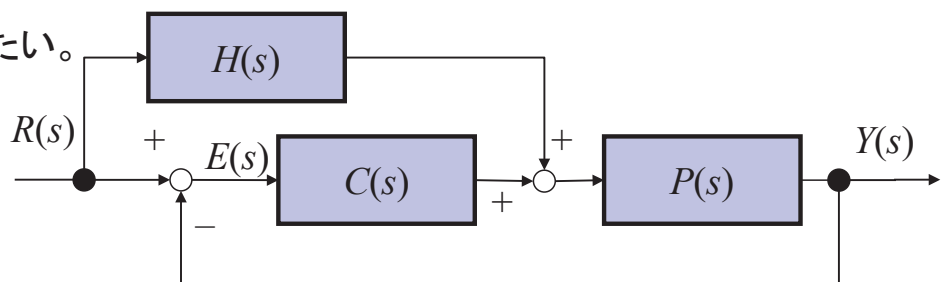 たい。
H(s)
R(s)
+
E(s)
C(s)
+
+
P(s)
Y(s)
−